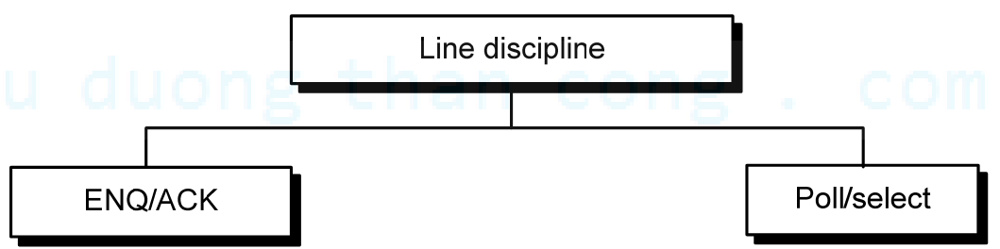 Line discipline
u duong than cong . com
ENQ/ACK
Poll/select